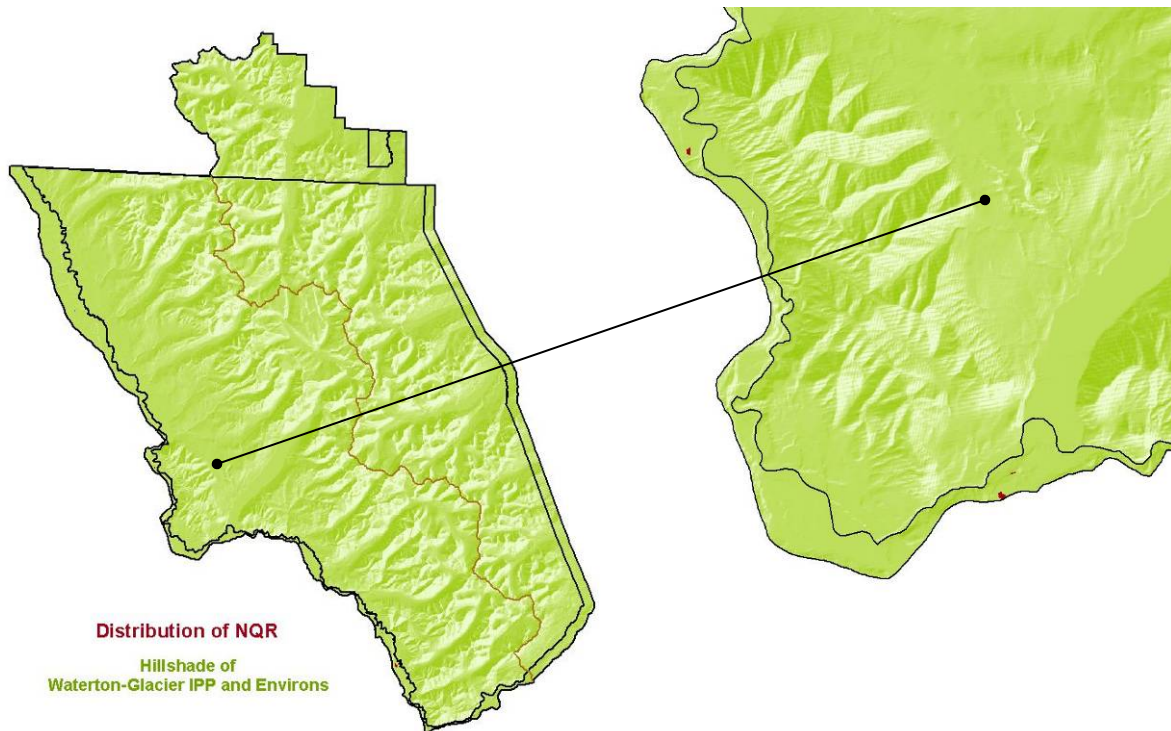 Distribution of NQR
Hillshade of
Waterton-Glacier IPP and Environs